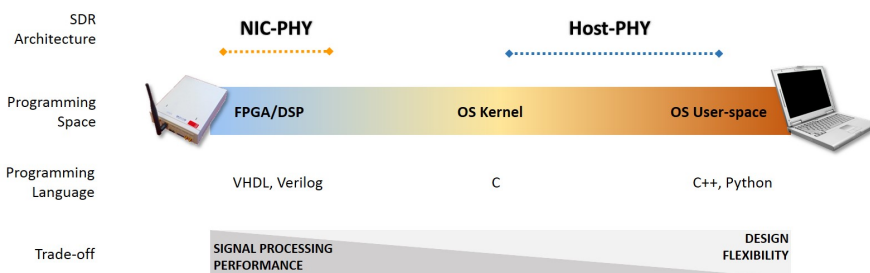 SDR
Architecture
NIC-PHY
Host-PHY
Programming
Space
FPGA/DSP
OS Kernel
OS User-space
Programming
Language
VHDL, Verilog
C
C++, Python
Trade-off
SIGNAL PROCESSING
PERFORMANCE
DESIGN
FLEXIBILITY